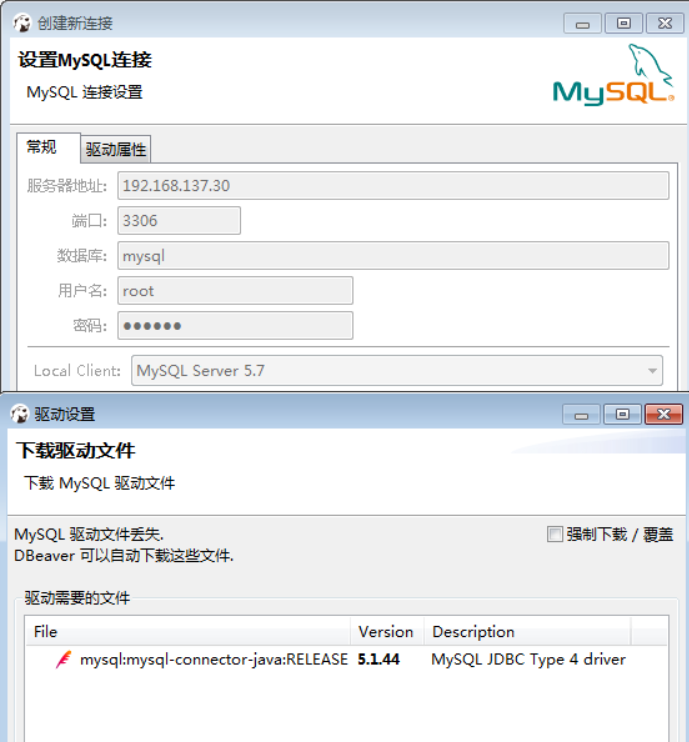 创建新连接
设置MySQL连接
MySQL 连接设置
MySQL®
常规 驱动属性
服务器地址: 192.168.137.30
端口: 3306
数据库: mysql
用户名: root
密码: ●●●●●●
Local Client: MySQL Server 5.7
驱动设置
下载驱动文件
下载 MySQL 驱动文件
MySQL 驱动文件丢失. 强制下载 / 覆盖
DBeaver 可以自动下载这些文件.
驱动需要的文件
File Version Description
mysql:mysql-connector-java:RELEASE 5.1.44 MySQL JDBC Type 4 driver